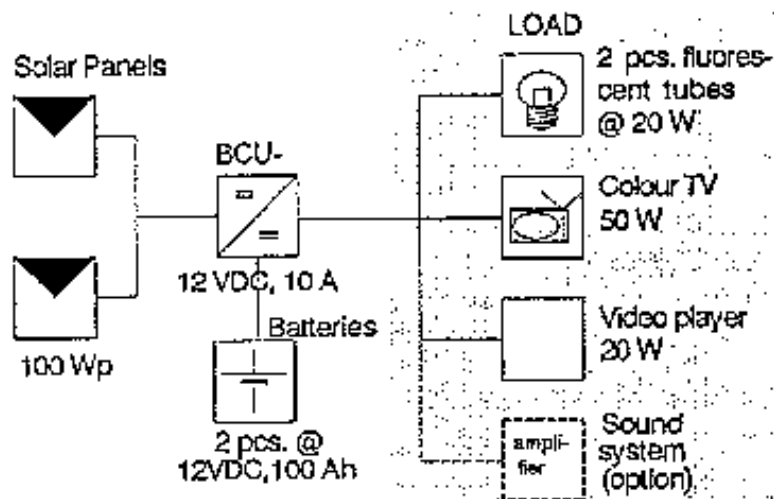 LOAD
Solar Panels
2 pcs. fluores-
cent tubes
@ 20 W
BCU-
Colour TV
50 W
12 VDC, 10 A
Batteries
Video player
20 W
100 Wp
2 pcs. @
12VDC, 100 Ah
ampli-
fier
Sound
system
(option)